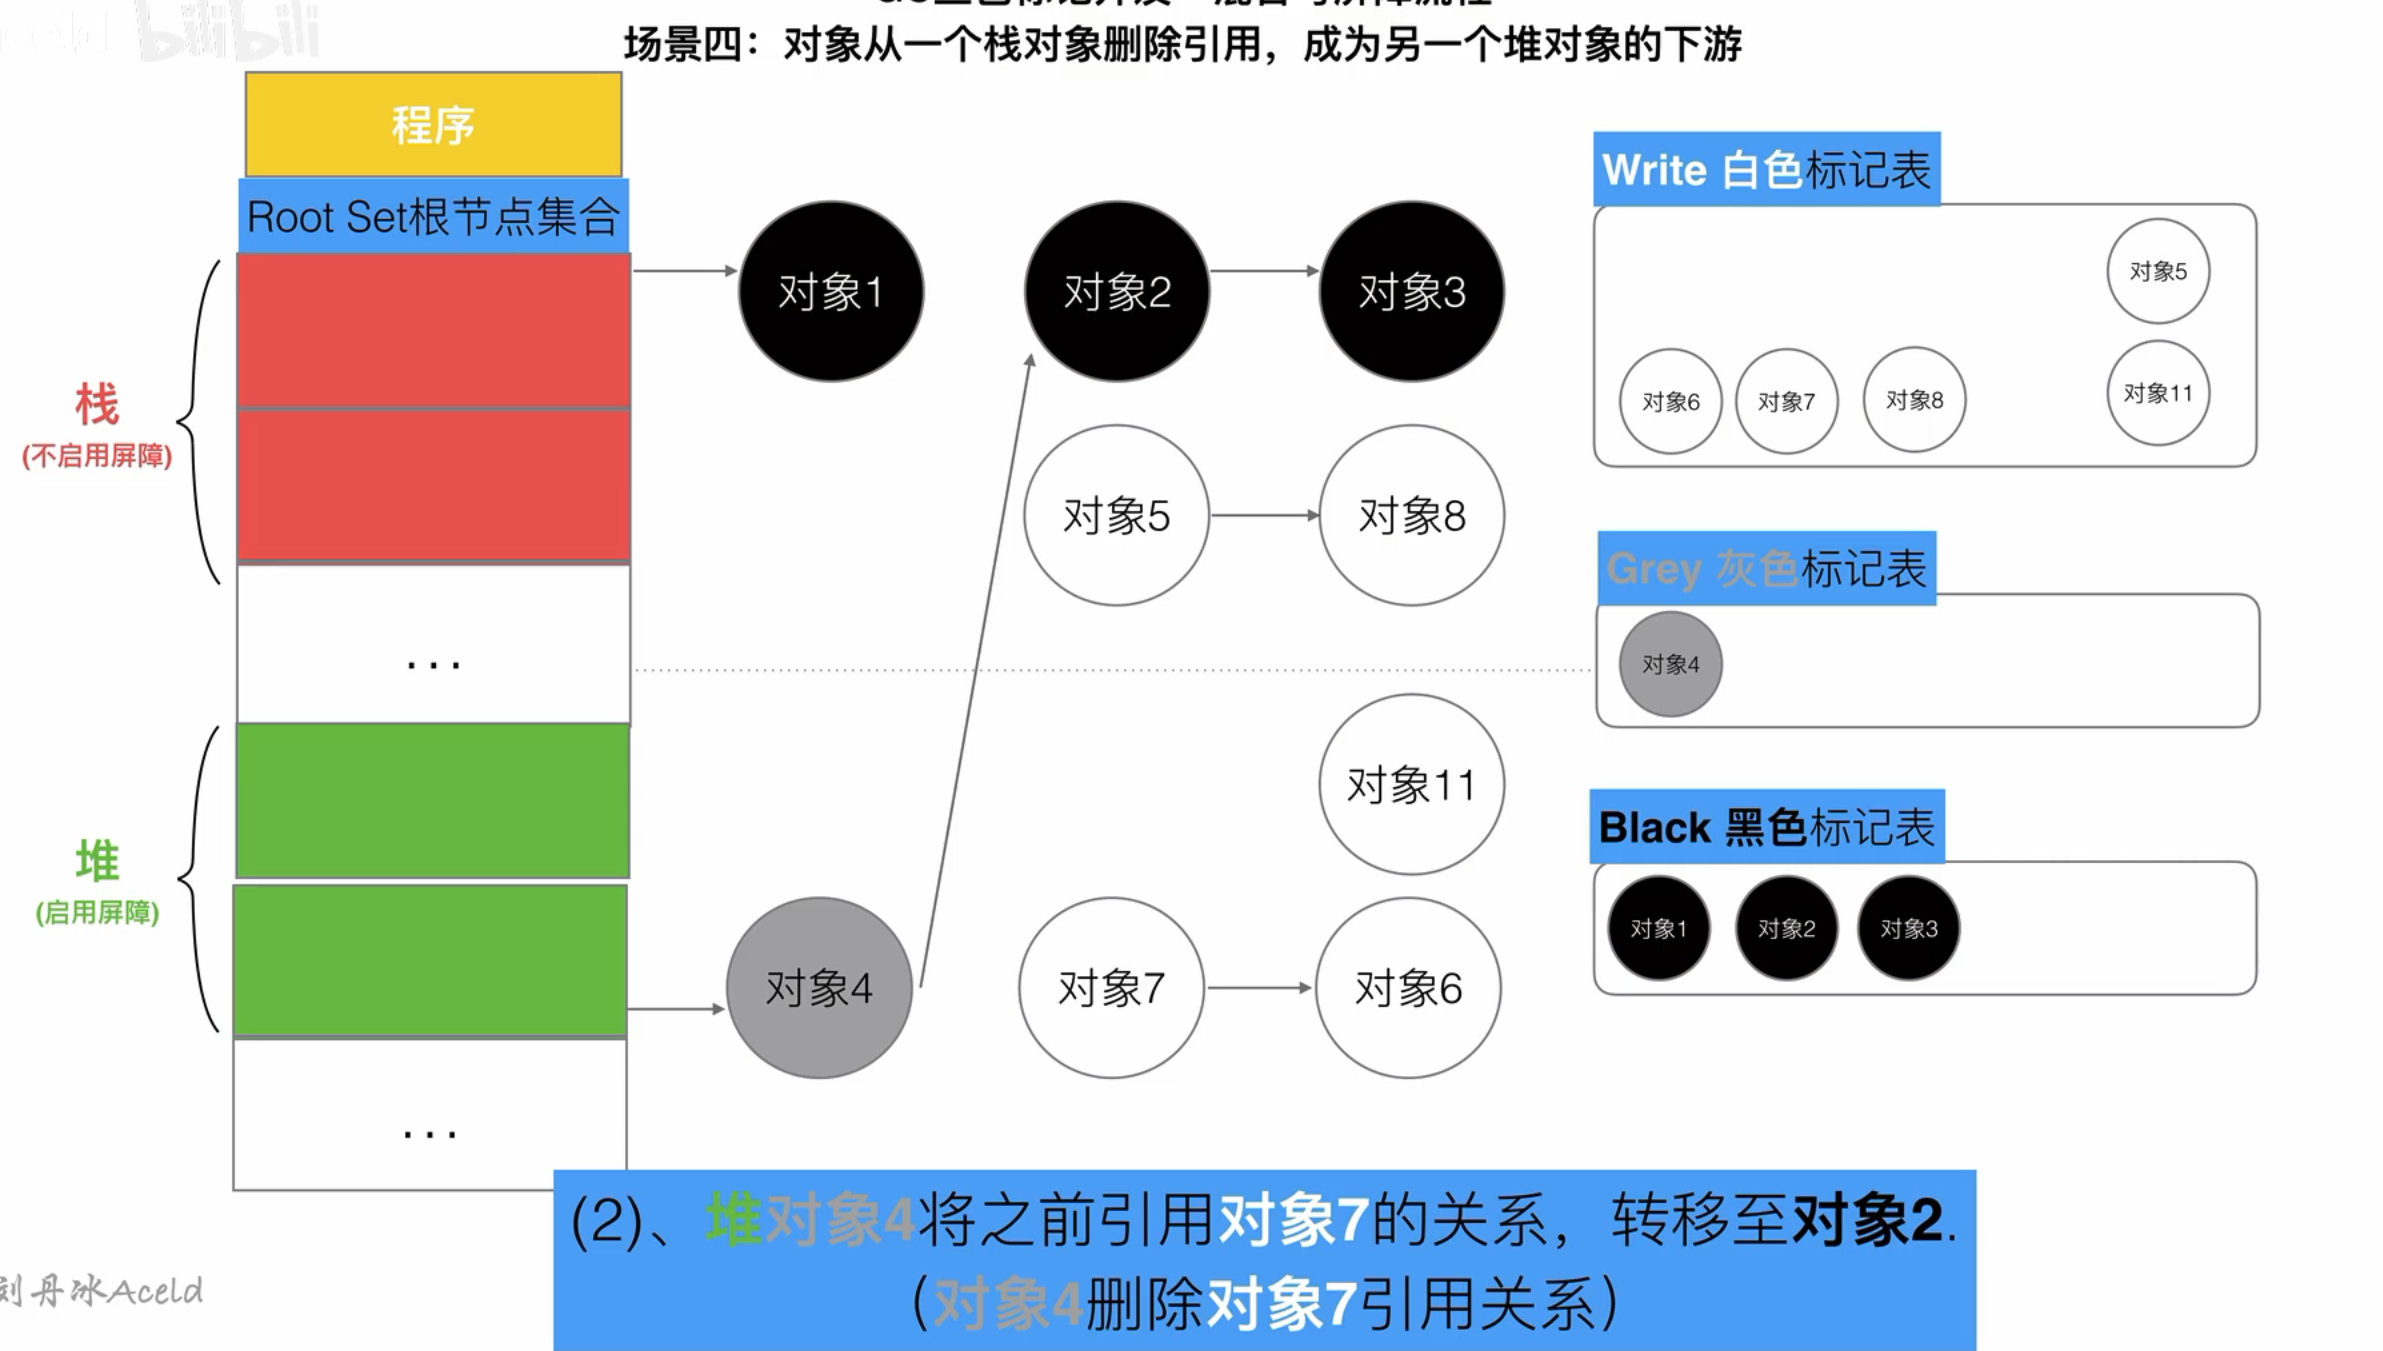 bilibili
场景四：对象从一个栈对象删除引用，成为另一个堆对象的下游
程序
Root Set根节点集合
栈
(不启用屏障)
...
堆
(启用屏障)
...
对象1
对象2
对象3
对象5
对象8
对象11
对象4
对象7
对象6
Write 白色标记表
对象5
对象6
对象7
对象8
对象11
Grey 灰色标记表
对象4
Black 黑色标记表
对象1
对象2
对象3
(2)、堆对象4将之前引用对象7的关系，转移至对象2.
（对象4删除对象7引用关系）
刘丹冰Aceld